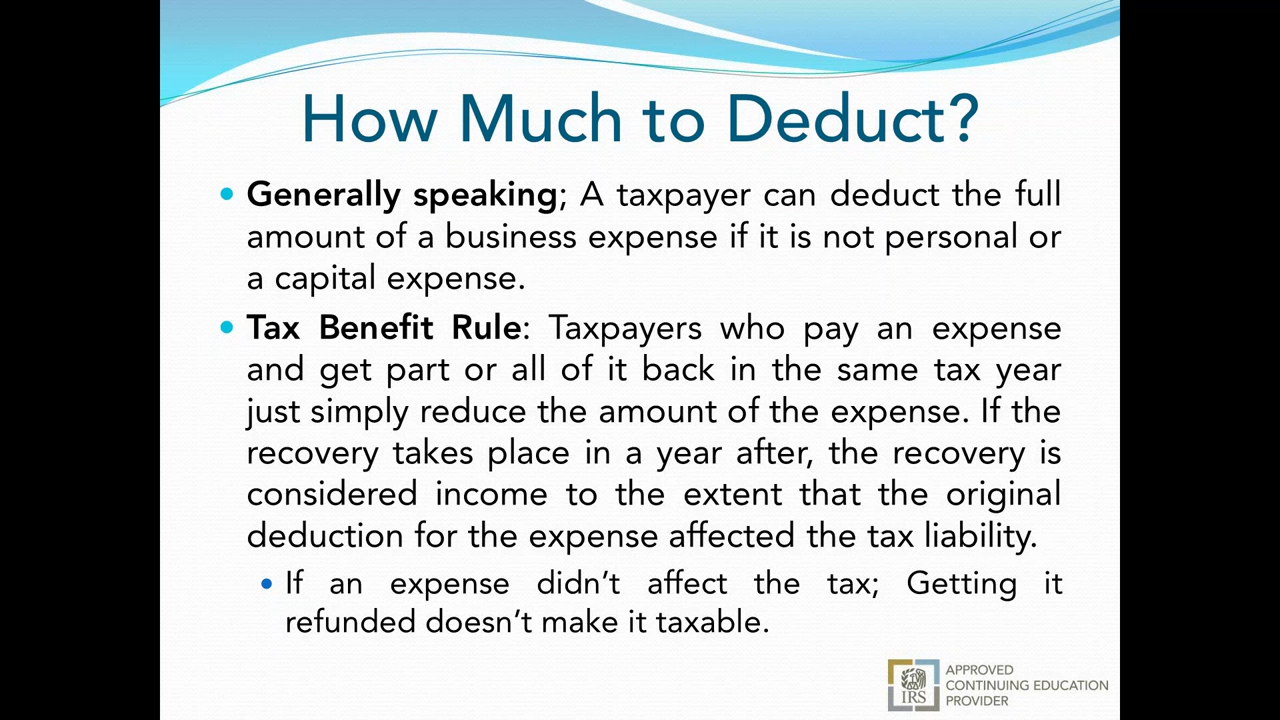 How Much to Deduct?
Generally speaking; A taxpayer can deduct the full
amount of a business expense if it is not personal or
a capital expense.
Tax Benefit Rule: Taxpayers who pay an expense
and get part or all of it back in the same tax year
just simply reduce the amount of the expense. If the
recovery takes place in a year after, the recovery is
considered income to the extent that the original
deduction for the expense affected the tax liability.
If an expense didn't affect the tax; Getting it
refunded doesn't make it taxable.
IRS
APPROVED
CONTINUING EDUCATION
PROVIDER